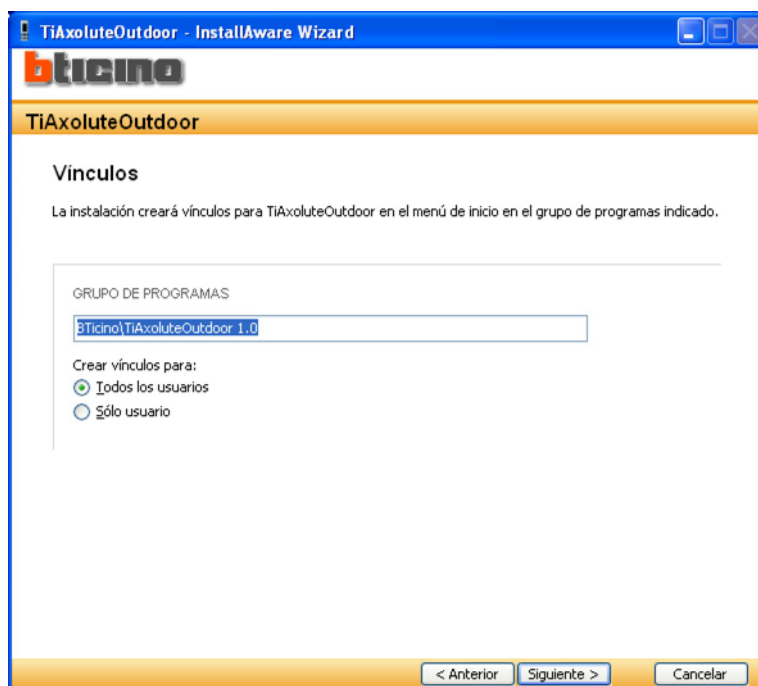 TiAxoluteOutdoor - InstallAware Wizard
bticino
TiAxoluteOutdoor
Vínculos
La instalación creará vínculos para TiAxoluteOutdoor en el menú de inicio en el grupo de programas indicado.
GRUPO DE PROGRAMAS
BTicino\TiAxoluteOutdoor 1.0
Crear vínculos para:
Todos los usuarios
Sólo usuario
< Anterior
Siguiente >
Cancelar